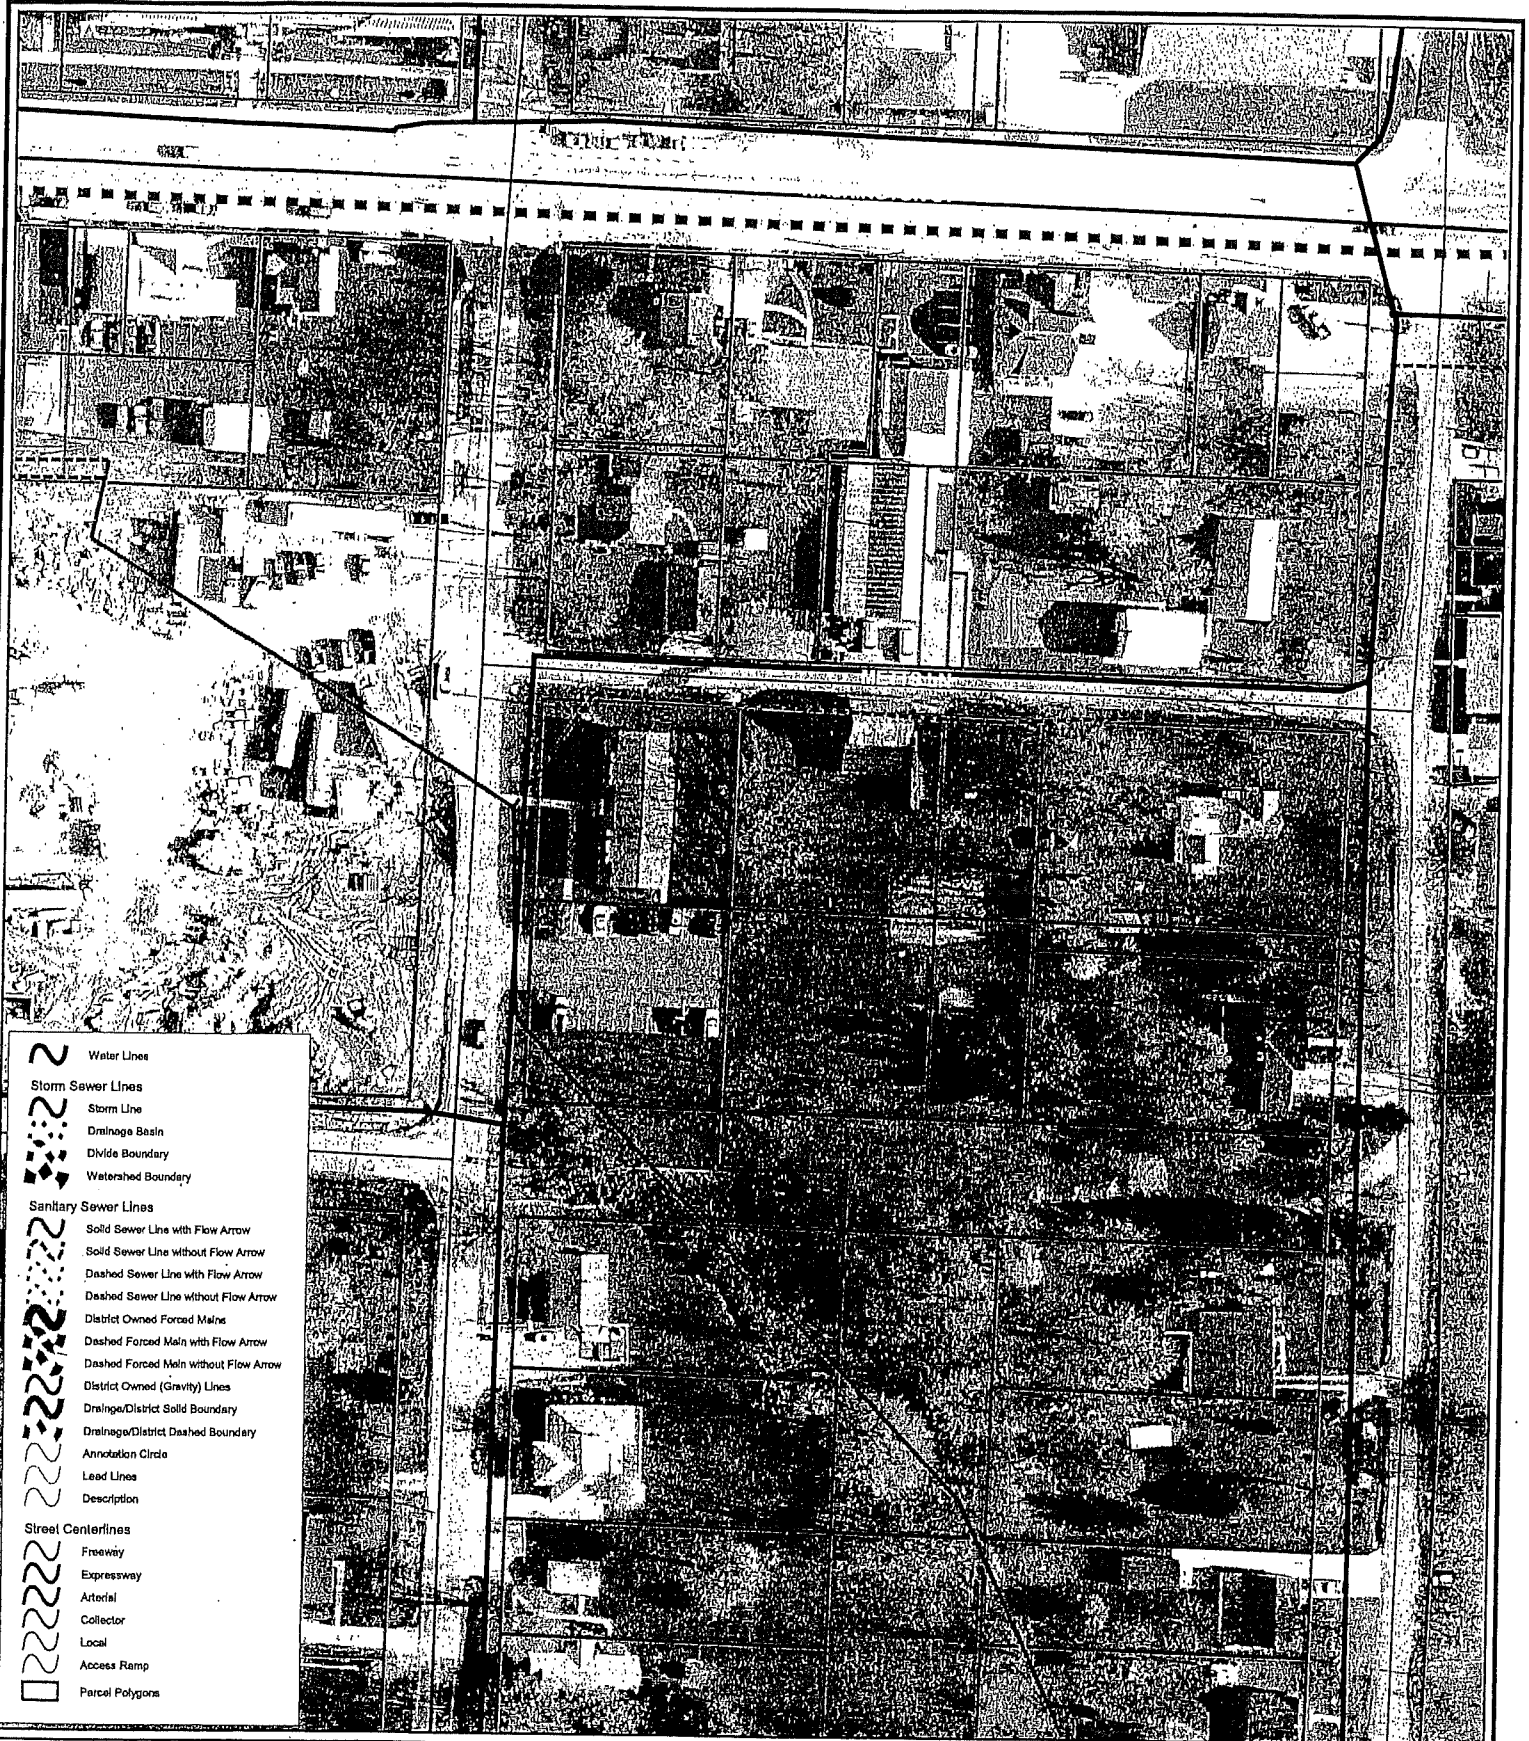 Water Lines
Storm Sewer Lines
Storm Line
Drainage Basin
Divide Boundary
Watershed Boundary
Sanitary Sewer Lines
Solid Sewer Line with Flow Arrow
Solid Sewer Line without Flow Arrow
Dashed Sewer Line with Flow Arrow
Dashed Sewer Line without Flow Arrow
District Owned Forced Mains
Dashed Forced Main with Flow Arrow
Dashed Forced Main without Flow Arrow
District Owned (Gravity) Lines
Drainge/District Solid Boundary
Drainage/District Dashed Boundary
Annotation Circle
Lead Lines
Description
Street Centerlines
Freeway
Expressway
Arterial
Collector
Local
Access Ramp
Parcel Polygons